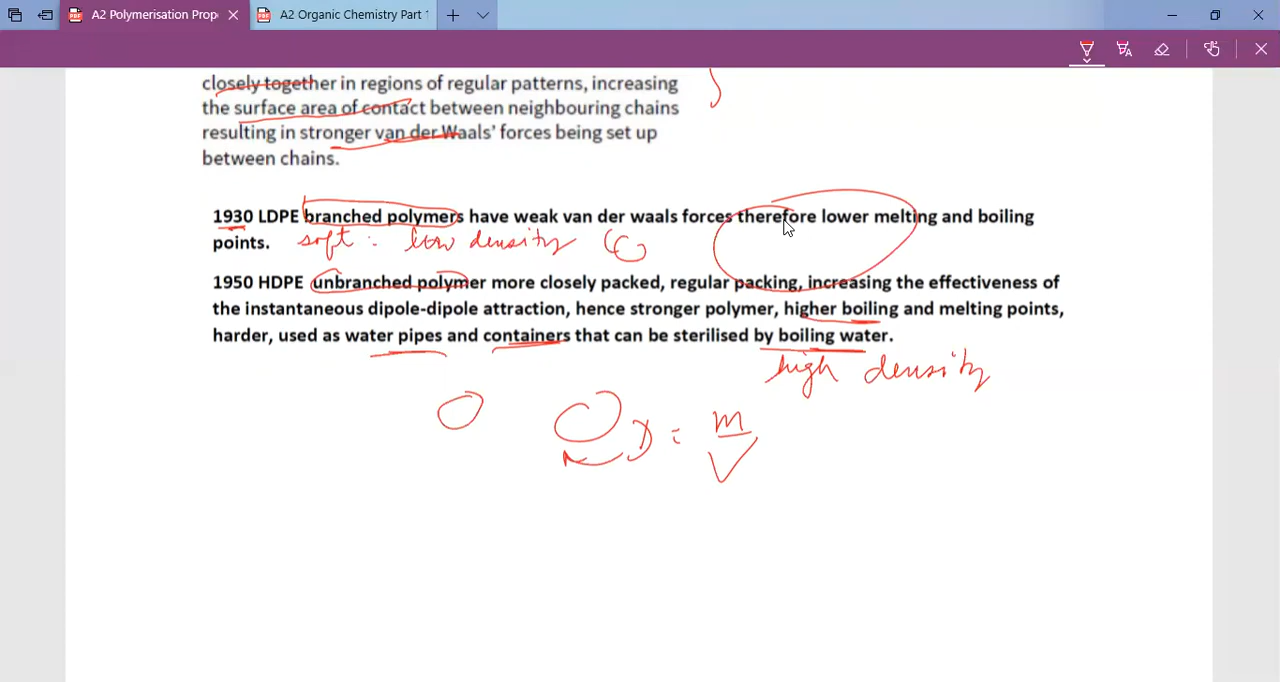 A2 Polymerisation Prop
A2 Organic Chemistry Part 1
closely together in regions of regular patterns, increasing
the surface area of contact between neighbouring chains
resulting in stronger van der Waals' forces being set up
between chains.
1930 LDPE branched polymers have weak van der waals forces therefore lower melting and boiling
points. soft : low density
1950 HDPE unbranched polymer more closely packed, regular packing, increasing the effectiveness of
the instantaneous dipole-dipole attraction, hence stronger polymer, higher boiling and melting points,
harder, used as water pipes and containers that can be sterilised by boiling water.
high density
D = m
V